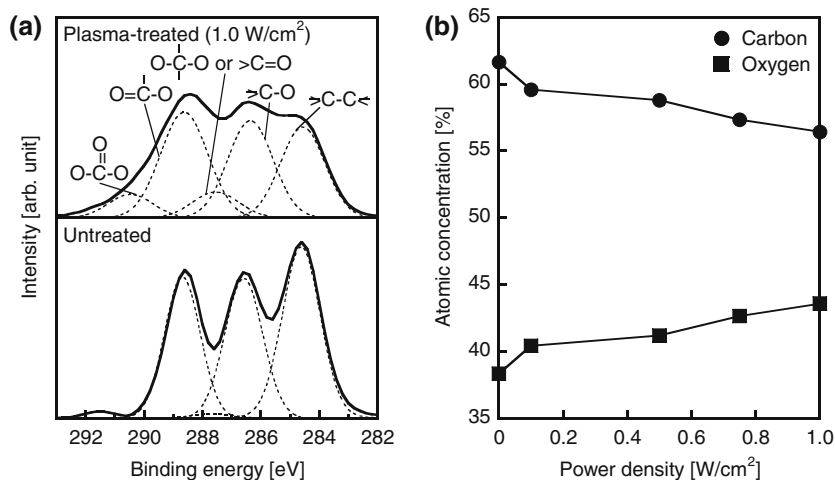 (a)
Plasma-treated (1.0 W/cm²)
O-C-O or >C=O
O=C-O
>C-O
>C-C<
O
O-C-O
Untreated
Intensity [arb. unit]
292 290 288 286 284 282
Binding energy [eV]
(b)
Carbon
Oxygen
65
60
55
50
45
40
35
Atomic concentration [%]
0 0.2 0.4 0.6 0.8 1.0
Power density [W/cm²]